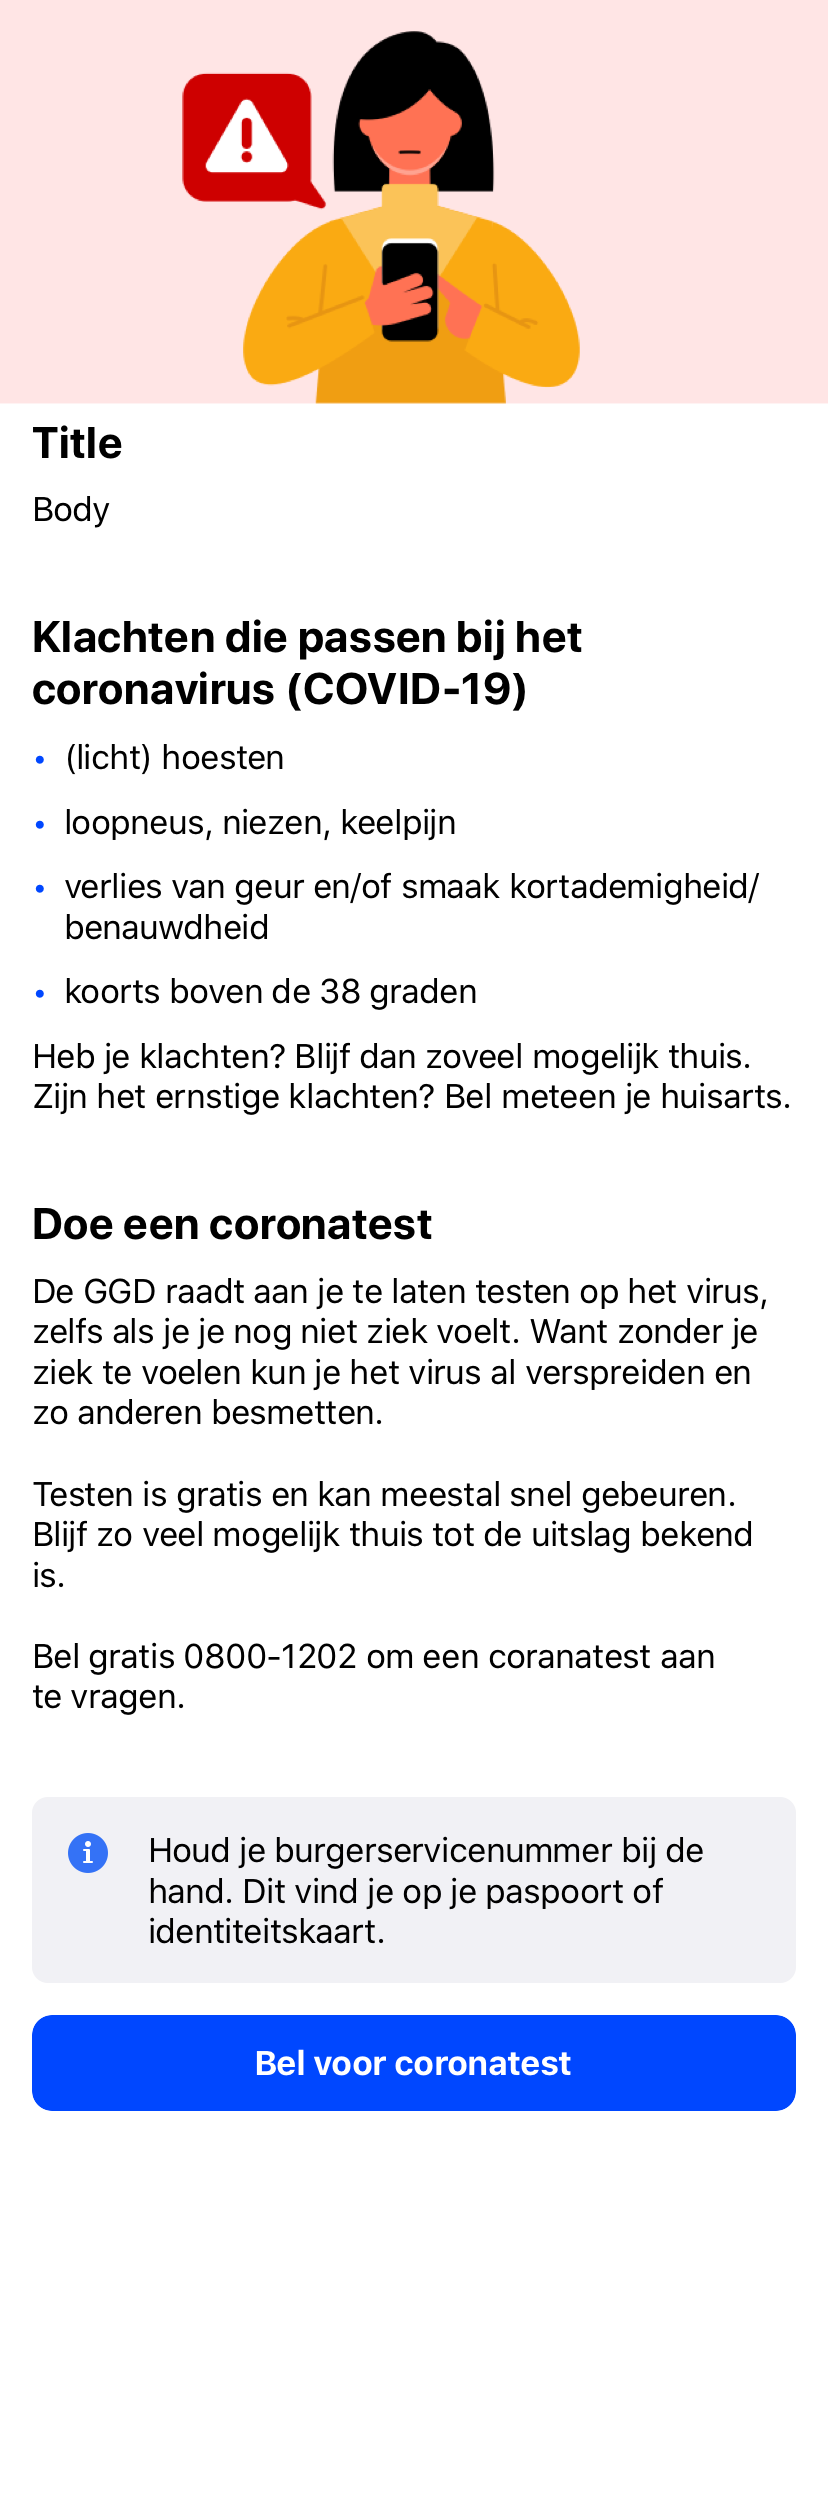 Title
Body
Klachten die passen bij het
coronavirus (COVID-19)
• (licht) hoesten
• loopneus, niezen, keelpijn
• verlies van geur en/of smaak kortademigheid/
benauwdheid
• koorts boven de 38 graden
Heb je klachten? Blijf dan zoveel mogelijk thuis.
Zijn het ernstige klachten? Bel meteen je huisarts.
Doe een coronatest
De GGD raadt aan je te laten testen op het virus,
zelfs als je je nog niet ziek voelt. Want zonder je
ziek te voelen kun je het virus al verspreiden en
zo anderen besmetten.
Testen is gratis en kan meestal snel gebeuren.
Blijf zo veel mogelijk thuis tot de uitslag bekend
is.
Bel gratis 0800-1202 om een coranatest aan
te vragen.
Houd je burgerservicenummer bij de
hand. Dit vind je op je paspoort of
identiteitskaart.
Bel voor coronatest